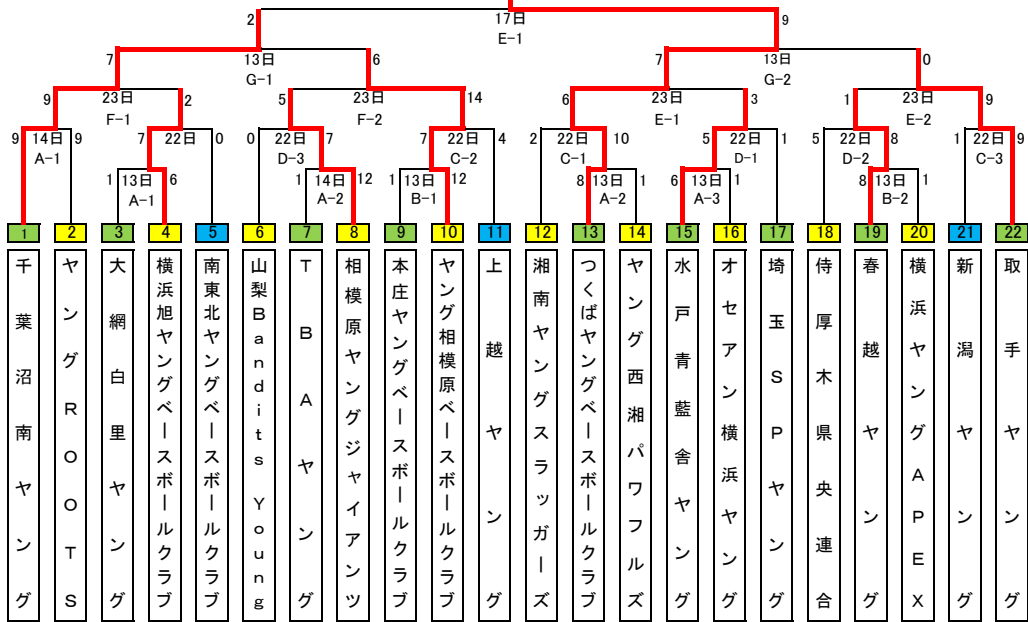 2 17日 9
E-1
7 13日 6 7 13日 0
G-1 G-2
9 23日 2 5 23日 14 6 23日 3 1 23日 9
F-1 F-2 E-1 E-2
9 14日 9 7 22日 0 0 22日 7 7 22日 4 2 22日 10 5 22日 1 5 22日 8 1 22日 9
A-1 D-3 C-2 C-1 D-1 D-2 C-3
1 13日 6 1 14日 12 1 13日 12 8 13日 1 6 13日 1 8 13日 1
A-1 A-2 B-1 A-2 A-3 B-2
1 2 3 4 5 6 7 8 9 10 11 12 13 14 15 16 17 18 19 20 21 22
千葉沼南ヤング
ヤングROOTS
大網白里ヤング
横浜旭ヤングベースボールクラブ
南東北ヤングベースボールクラブ
山梨Bandits Young
TBAヤング
相模原ヤングジャイアンツ
本庄ヤングベースボールクラブ
ヤング相模原ベースボールクラブ
上越ヤング
湘南ヤングスラッガーズ
つくばヤングベースボールクラブ
ヤング西湘パワフルズ
水戸青藍舎ヤング
オセアン横浜ヤング
埼玉SPヤング
侍厚木県央連合
春越ヤング
横浜ヤングAPEX
新潟ヤング
取手ヤング